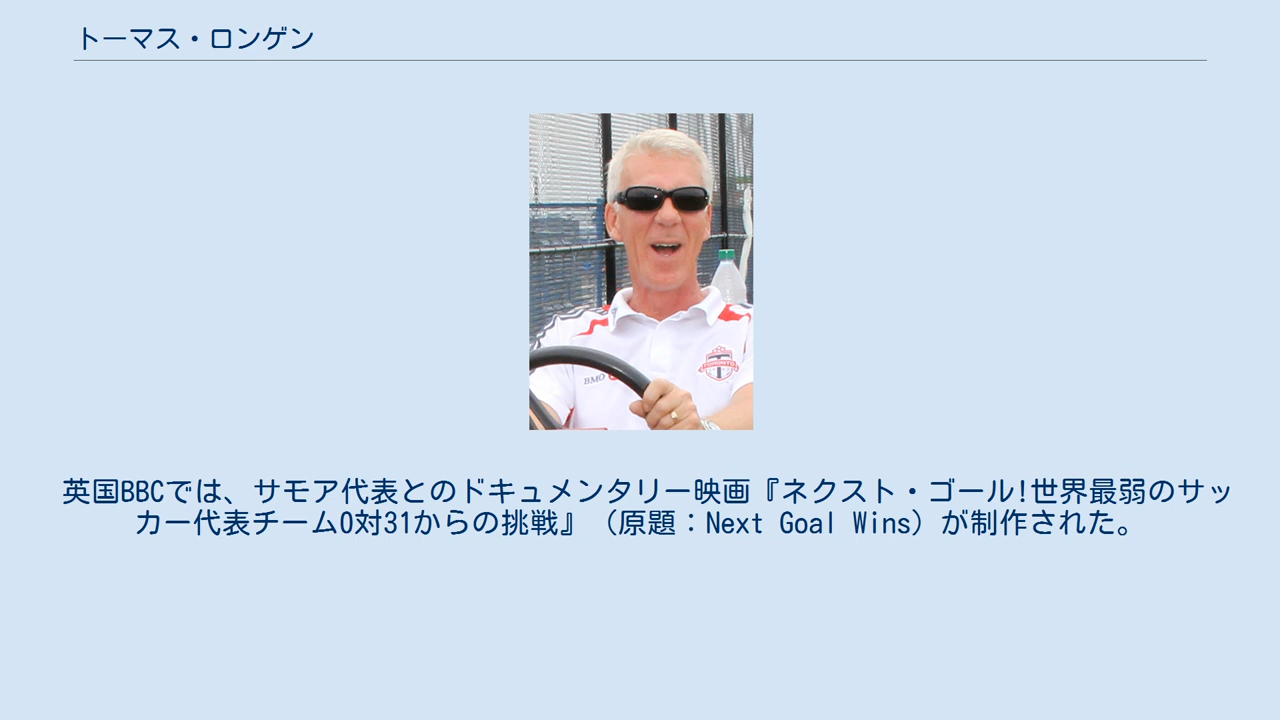 トーマス・ロンゲン
BMO
TORONTO
英国BBCでは、サモア代表とのドキュメンタリー映画『ネクスト・ゴール!世界最弱のサッ
カー代表チーム0対31からの挑戦』（原題：Next Goal Wins）が制作された。